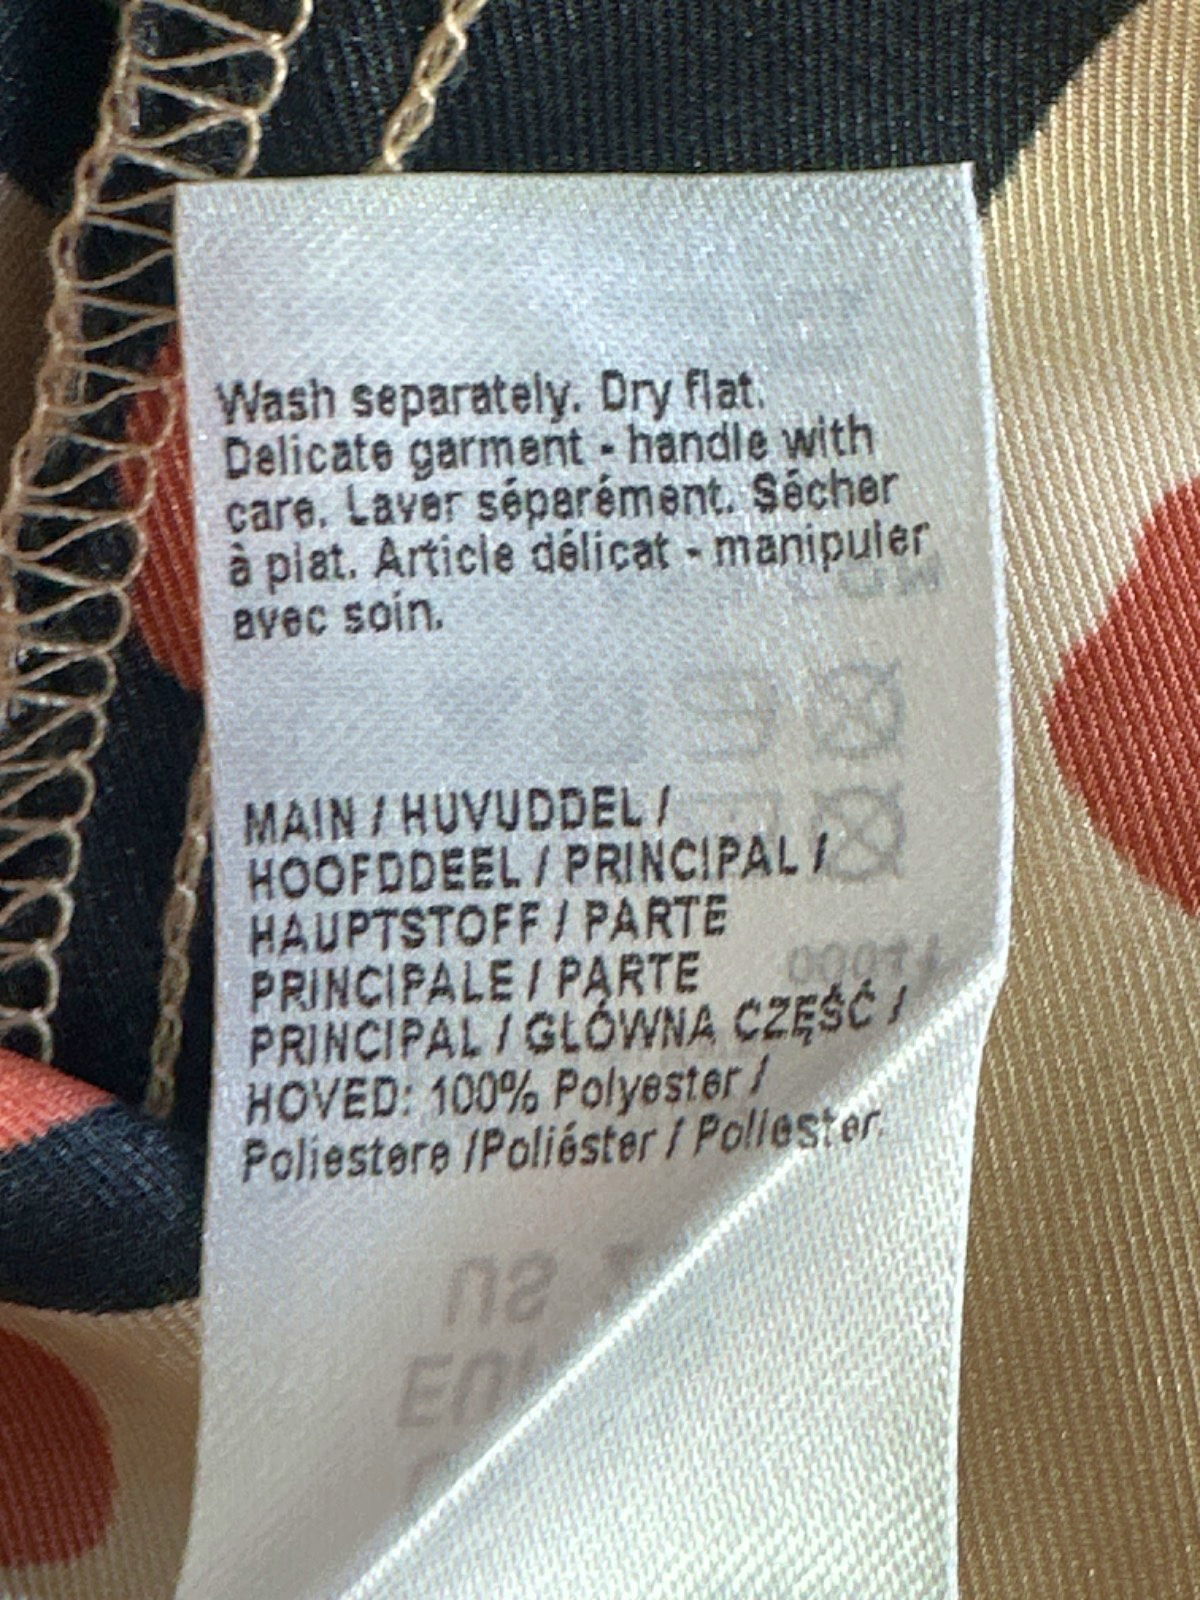 Wash separately. Dry flat.
Delicate garment - handle with
care. Laver séparément. Sécher
à plat. Article délicat - manipuler
avec soin.
MAIN / HUVUDDEL /
HOOFDDEEL / PRINCIPAL /
HAUPTSTOFF / PARTE
PRINCIPALE / PARTE
PRINCIPAL / GŁÓWNA CZĘŚĆ /
HOVED: 100% Polyester /
Poliestere /Poliéster / Poliester
US